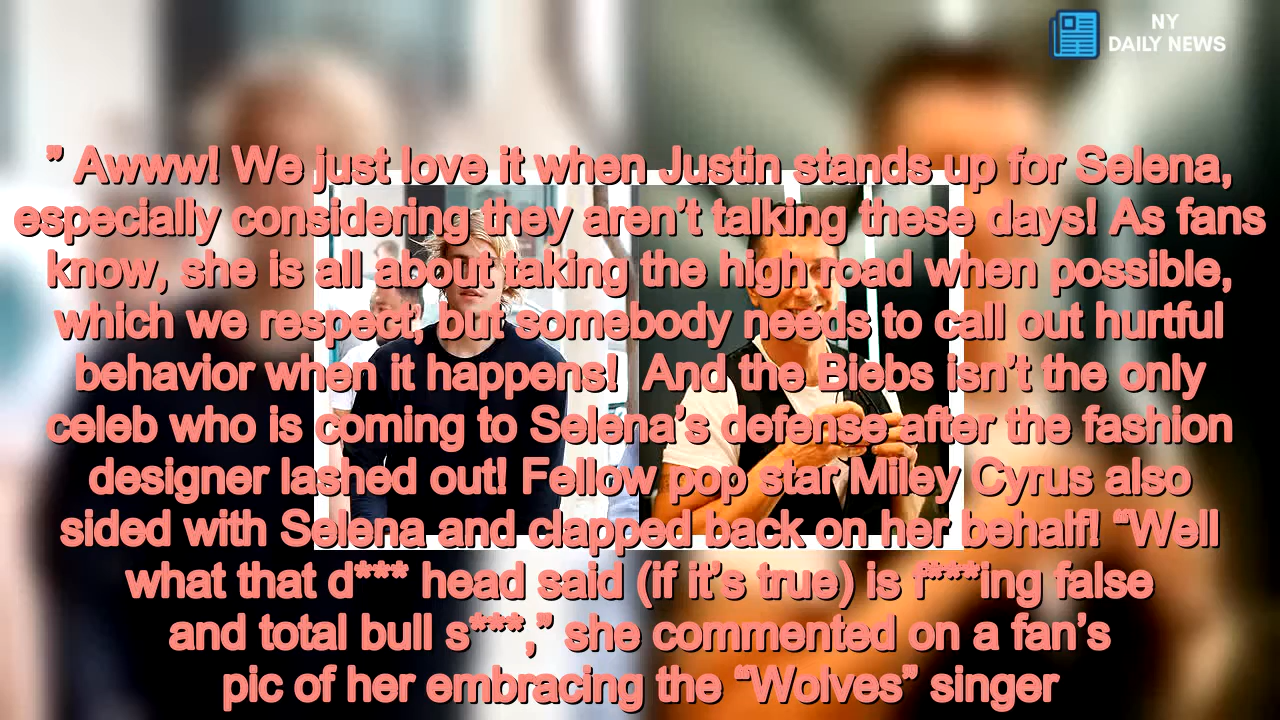 NY
DAILY NEWS
” Awww! We just love it when Justin stands up for Selena,
especially considering they aren’t talking these days! As fans
know, she is all about taking the high road when possible,
which we respect, but somebody needs to call out hurtful
behavior when it happens!  And the Biebs isn’t the only
celeb who is coming to Selena’s defense after the fashion
designer lashed out! Fellow pop star Miley Cyrus also
sided with Selena and clapped back on her behalf! “Well
what that d*** head said (if it’s true) is f***ing false
and total bull s***,” she commented on a fan’s
pic of her embracing the “Wolves” singer